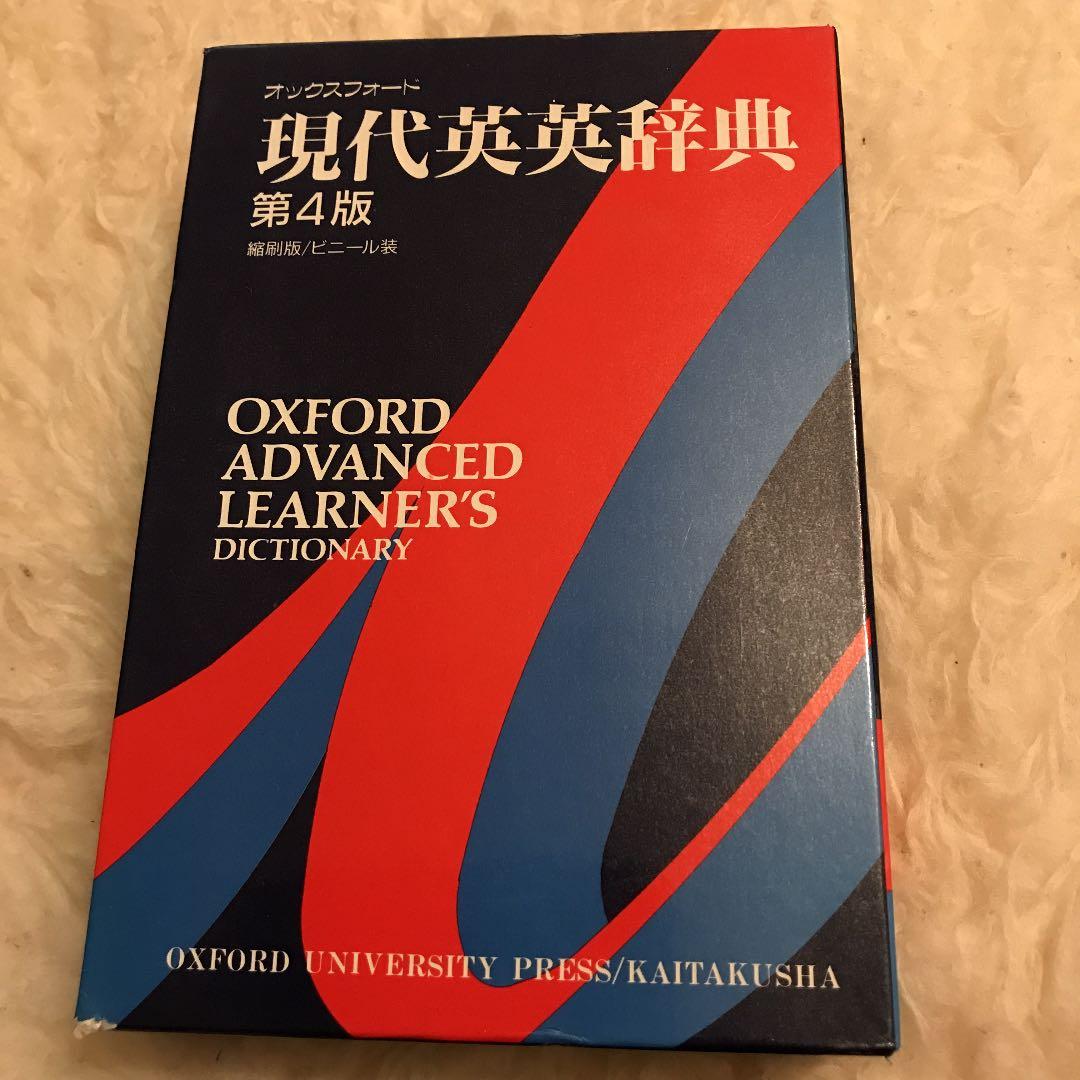 オックスフォード
現代英英辞典
第4版
縮刷版/ビニール装
OXFORD
ADVANCED
LEARNER'S
DICTIONARY
OXFORD UNIVERSITY PRESS/KAITAKUSHA